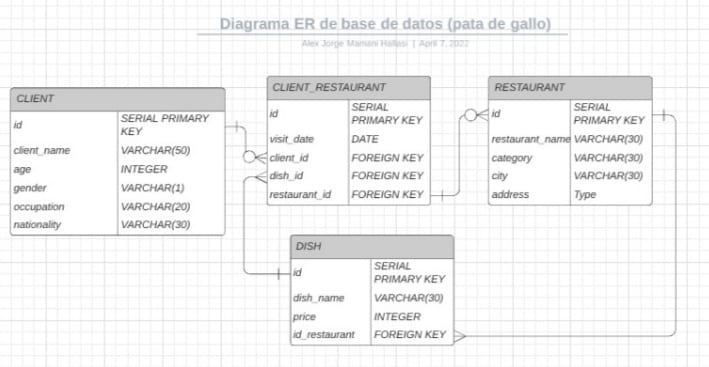 Diagrama ER de base de datos (pata de gallo)
Alex Jorge Mamani Hallasi | April 7, 2022
CLIENT
id SERIAL PRIMARY
KEY
client_name VARCHAR(50)
age INTEGER
gender VARCHAR(1)
occupation VARCHAR(20)
nationality VARCHAR(30)
CLIENT_RESTAURANT
id SERIAL
PRIMARY KEY
visit_date DATE
client_id FOREIGN KEY
dish_id FOREIGN KEY
restaurant_id FOREIGN KEY
RESTAURANT
id SERIAL
PRIMARY KEY
restaurant_name VARCHAR(30)
category VARCHAR(30)
city VARCHAR(30)
address Type
DISH
id SERIAL
PRIMARY KEY
dish_name VARCHAR(30)
price INTEGER
id_restaurant FOREIGN KEY